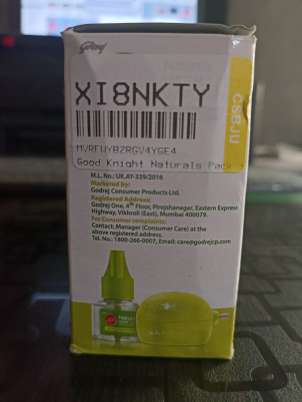 Godrej
XI8NKTY
CSBJU
MVRFUYBZRGV4YGE4
Good Knight Naturals Pack
M.L. No.: UK.AY-339/2016
Marketed by:
Godrej Consumer Products Ltd.
Registered Address:
Godrej One, 4th Floor, Pirojshanagar, Eastern Express
Highway, Vikhroli (East), Mumbai 400079.
For Consumer complaints:
Contact, Manager (Consumer Care) at the
above registered address.
Tel. No.: 1800-266-0007, Email: care@godrejcp.com